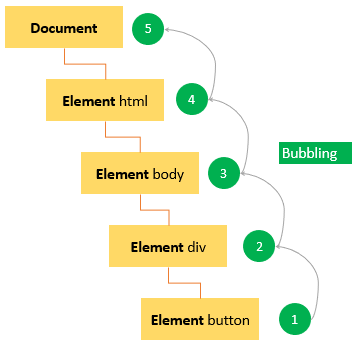 Document 5
Element html 4
Bubbling
Element body 3
Element div 2
Element button 1